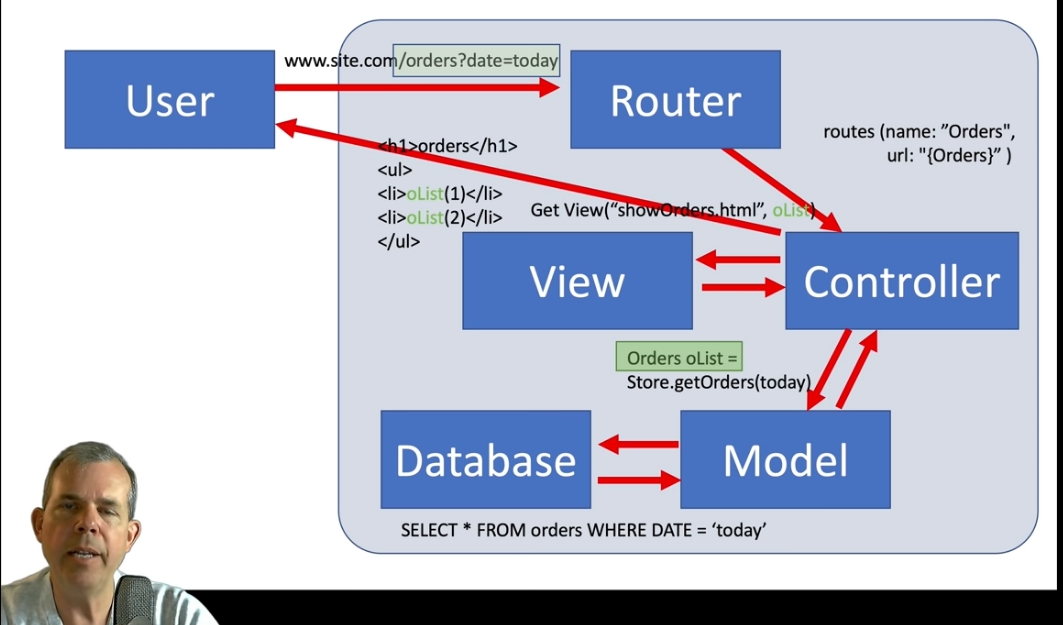 www.site.com/orders?date=today
User
Router
routes (name: ”Orders",
url: "{Orders}” )
<h1>orders</h1>
<ul>
<li>oList(1)</li>
<li>oList(2)</li>
</ul>
Get View(“showOrders.html”, oList)
View
Controller
Orders oList =
Store.getOrders(today)
Database
Model
SELECT * FROM orders WHERE DATE = ‘today’